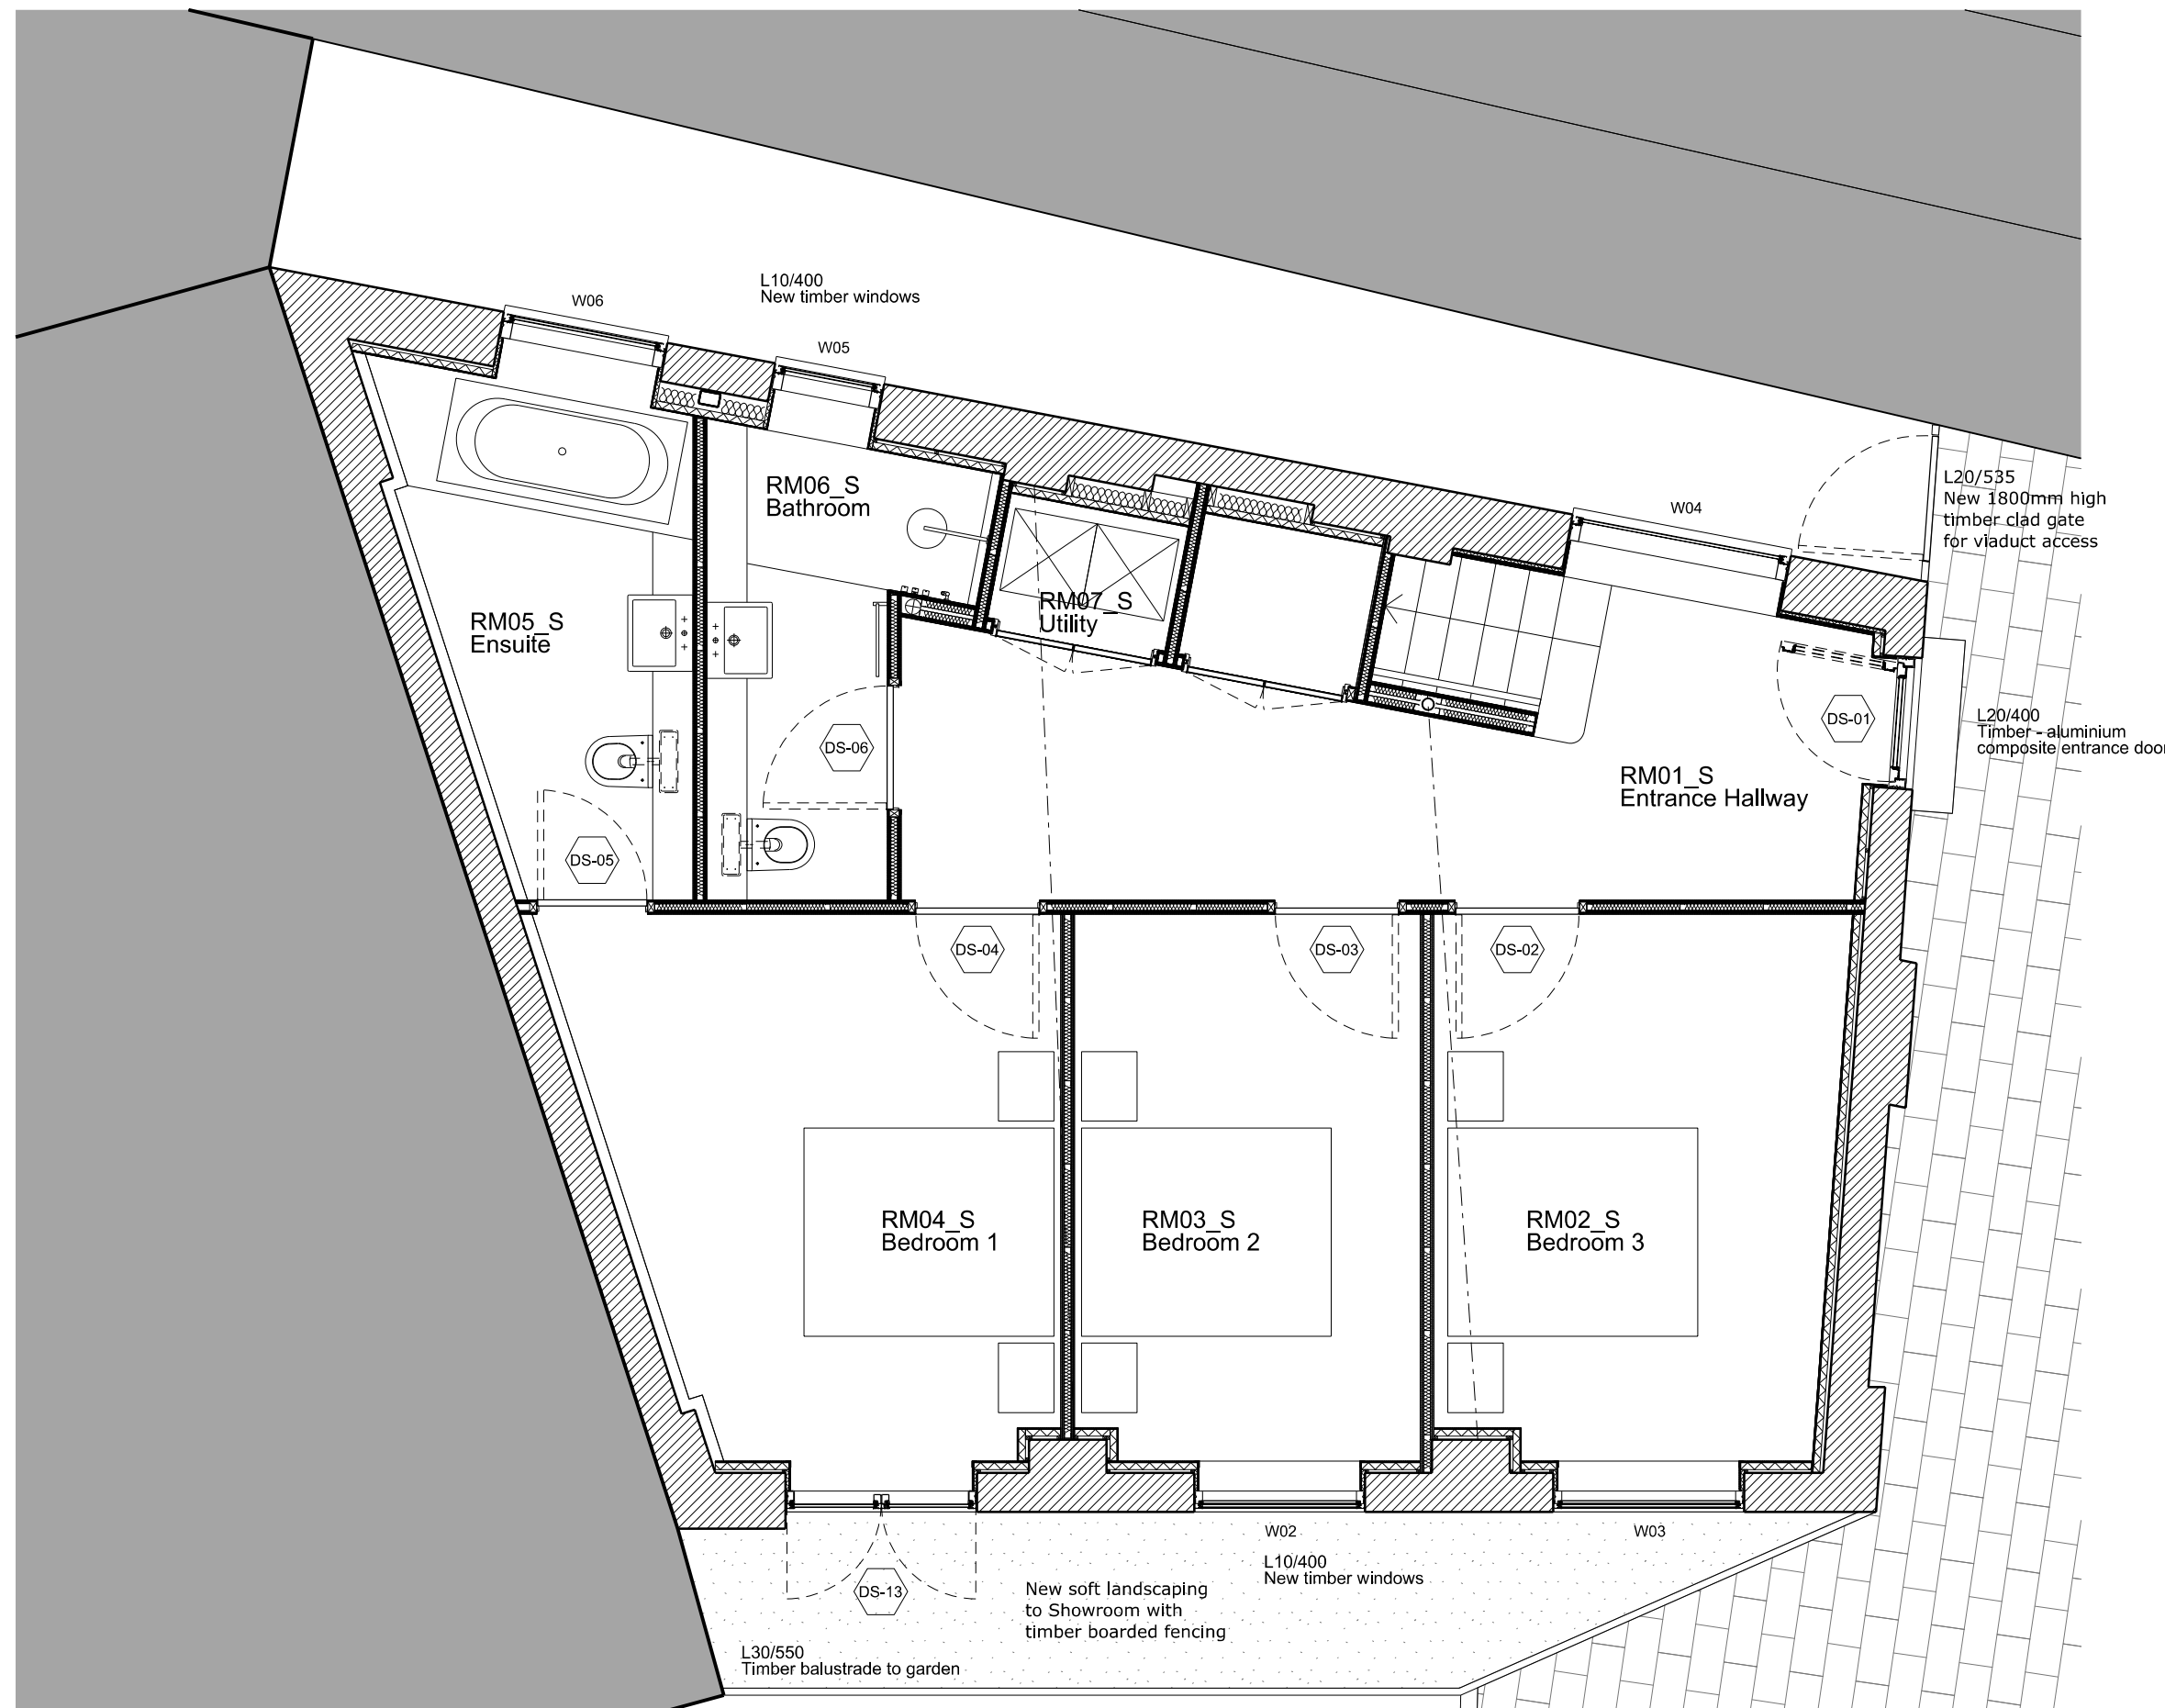 L10/400
New timber windows
W06
W05
W04
L20/535
New 1800mm high
timber clad gate
for viaduct access
RM06_S
Bathroom
RM07_S
Utility
RM05_S
Ensuite
DS-01
L20/400
Timber - aluminium
composite entrance door
DS-06
RM01_S
Entrance Hallway
DS-05
DS-04
DS-03
DS-02
RM04_S
Bedroom 1
RM03_S
Bedroom 2
RM02_S
Bedroom 3
W02
W03
L10/400
New timber windows
DS-13
New soft landscaping
to Showroom with
timber boarded fencing
L30/550
Timber balustrade to garden